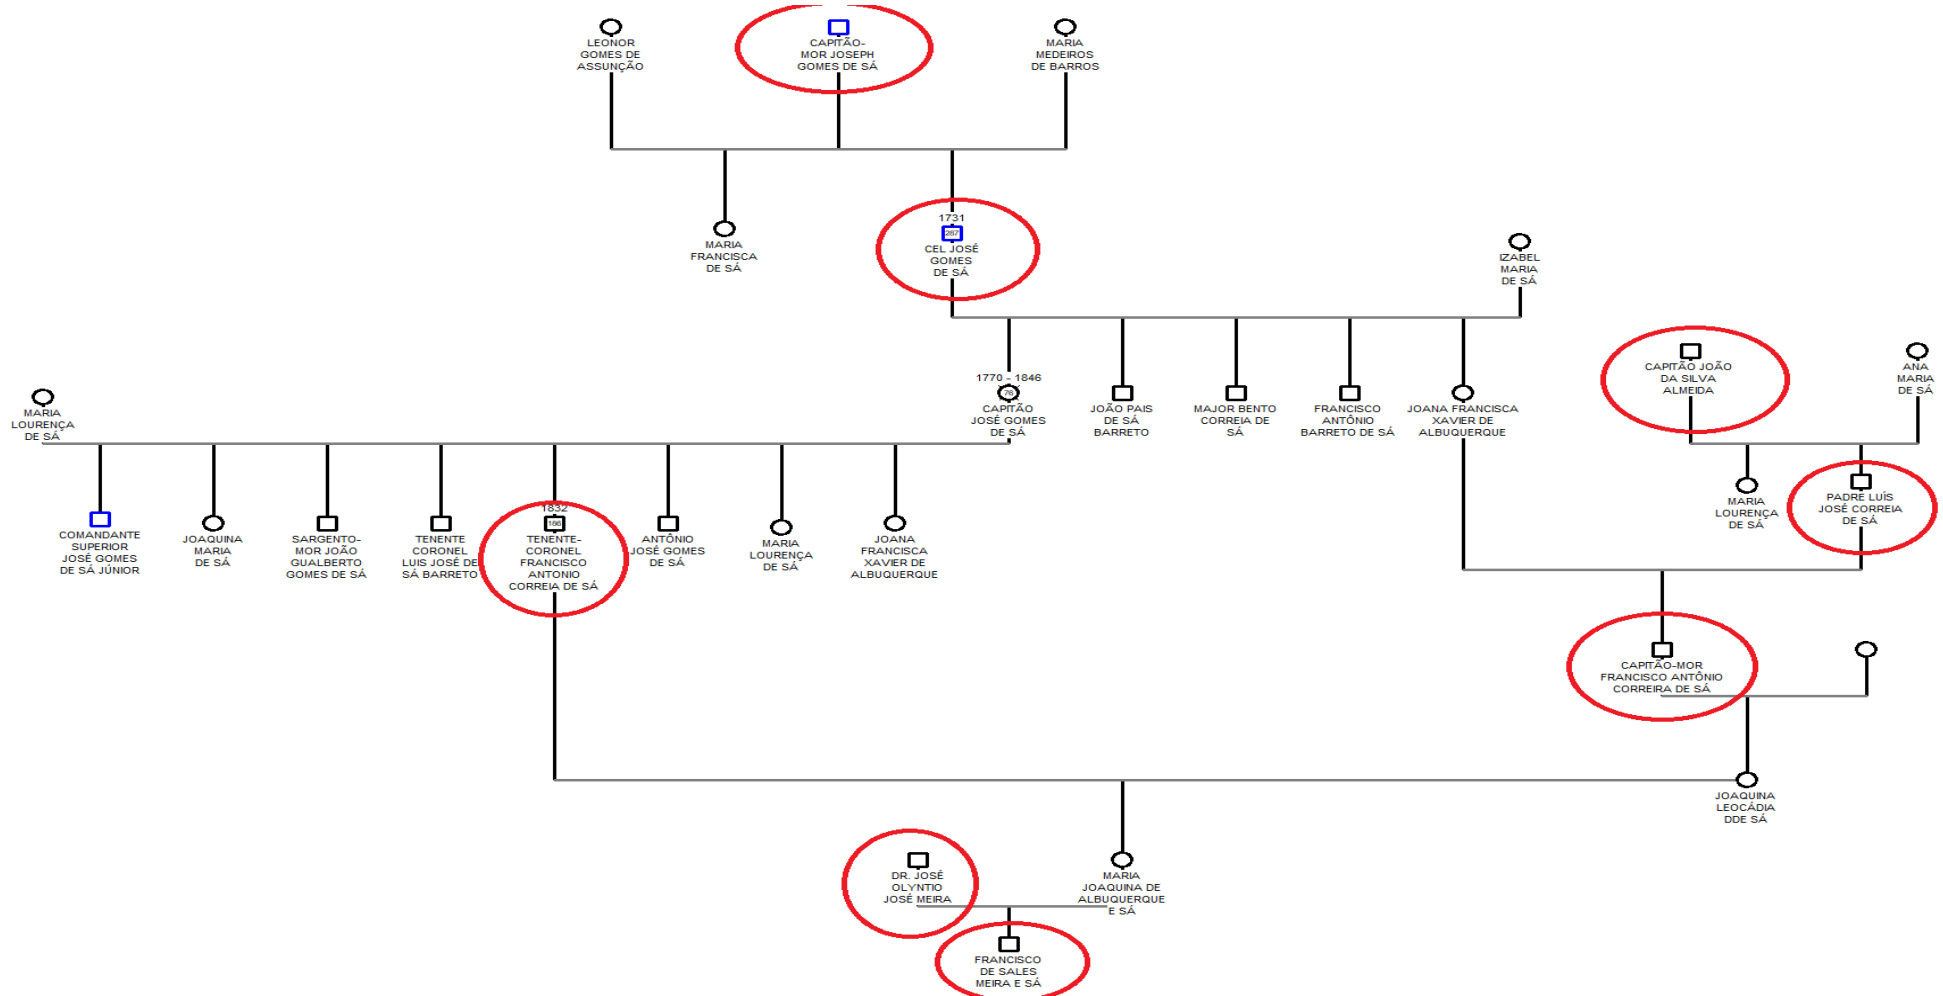 LEONOR
GOMES DE
ASSUNÇÃO
CAPITÃO-
MOR JOSEPH
GOMES DE SÁ
MARIA
MEDEIROS
DE BARROS
MARIA
FRANCISCA
DE SÁ
1731
287
CEL JOSÉ
GOMES
DE SÁ
IZABEL
MARIA
DE SÁ
MARIA
LOURENÇA
DE SÁ
1770 - 1846
76
CAPITÃO
JOSÉ GOMES
DE SÁ
JOÃO PAIS
DE SÁ
BARRETO
MAJOR BENTO
CORREIA DE
SÁ
FRANCISCO
ANTÔNIO
BARRETO DE SÁ
JOANA FRANCISCA
XAVIER DE
ALBUQUERQUE
CAPITÃO JOÃO
DA SILVA
ALMEIDA
ANA
MARIA
DE SÁ
COMANDANTE
SUPERIOR
JOSÉ GOMES
DE SÁ JÚNIOR
JOAQUINA
MARIA
DE SÁ
SARGENTO-
MOR JOÃO
GUALBERTO
GOMES DE SÁ
TENENTE
CORONEL
LUIS JOSÉ DE
SÁ BARRETO
1832
186
TENENTE-
CORONEL
FRANCISCO
ANTONIO
CORREIA DE SÁ
ANTÔNIO
JOSÉ GOMES
DE SÁ
MARIA
LOURENÇA
DE SÁ
JOANA
FRANCISCA
XAVIER DE
ALBUQUERQUE
MARIA
LOURENÇA
DE SÁ
PADRE LUÍS
JOSÉ CORREIA
DE SÁ
CAPITÃO-MOR
FRANCISCO ANTÔNIO
CORREIRA DE SÁ
JOAQUINA
LEOCÁDIA
DDE SÁ
DR. JOSÉ
OLYNTIO
JOSÉ MEIRA
MARIA
JOAQUINA DE
ALBUQUERQUE
E SÁ
FRANCISCO
DE SALES
MEIRA E SÁ